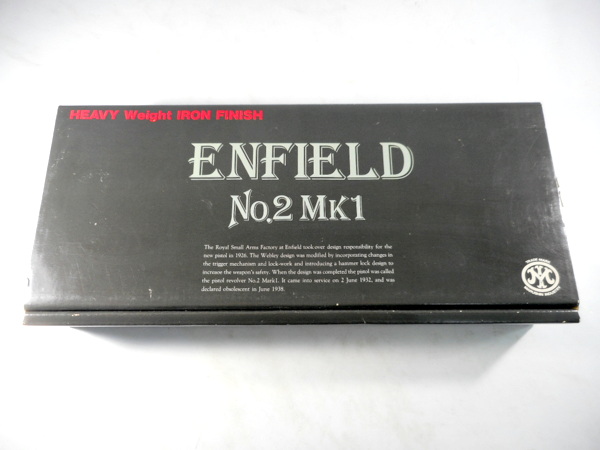 HEAVY Weight IRON FINISH
ENFIELD
No.2 MK1
The Royal Small Arms Factory at Enfield took over design responsibility for the
new pistol in 1926. The Webley design was modified by incorporating changes in
the trigger mechanism and lock-work and introducing a hammer lock design to
increase the weapon's safety. When the design was completed the pistol was called
the pistol revolver No.2 Mark1. It came into service on 2 June 1932, and was
declared obsolescent in June 1938.
TRADE MARK